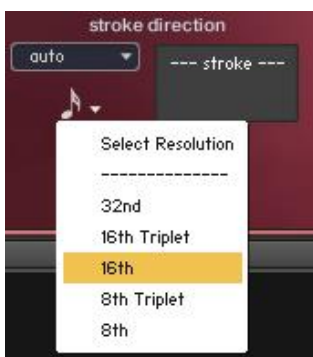 stroke direction
auto
--- stroke ---
Select Resolution
--------------
32nd
16th Triplet
16th
8th Triplet
8th